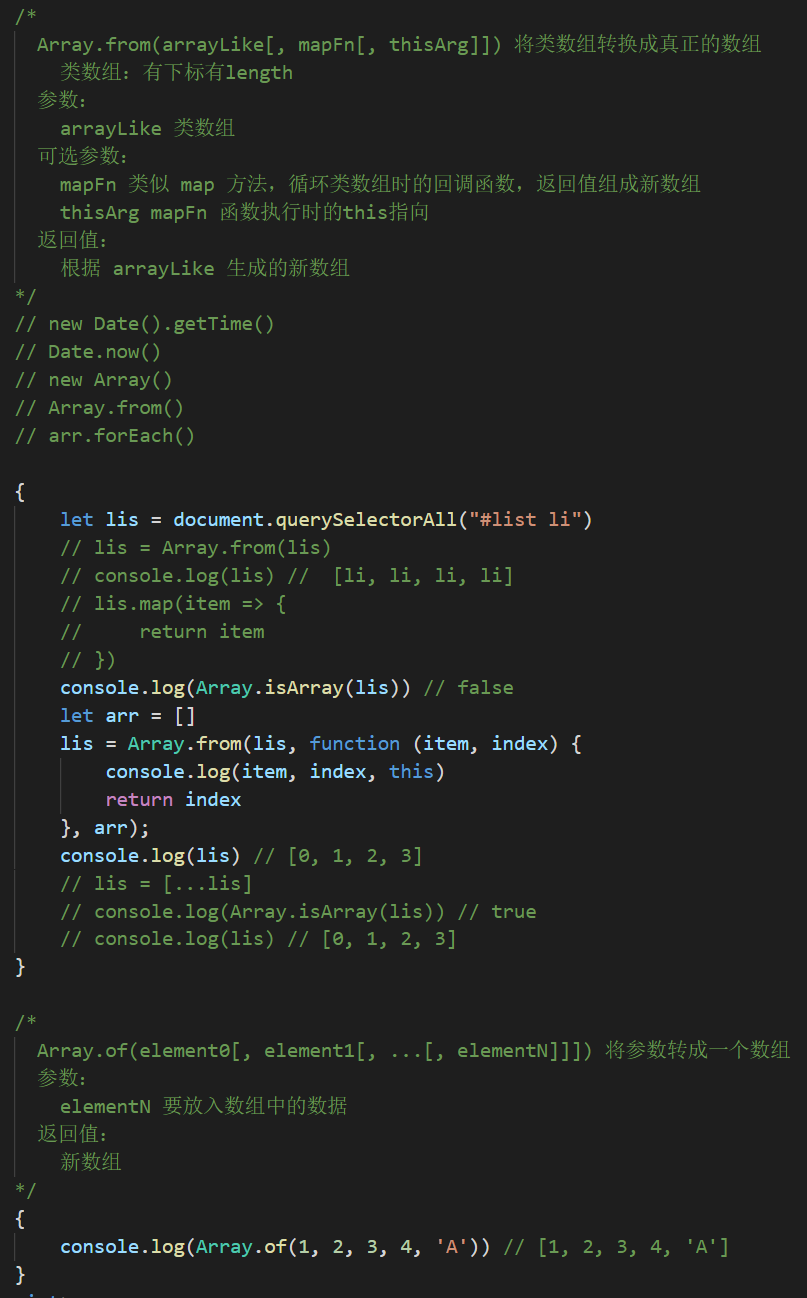 /*
Array.from(arrayLike[, mapFn[, thisArg]]) 将类数组转换成真正的数组
类数组：有下标有length
参数：
arrayLike 类数组
可选参数：
mapFn 类似 map 方法，循环类数组时的回调函数，返回值组成新数组
thisArg mapFn 函数执行时的this指向
返回值：
根据 arrayLike 生成的新数组
*/
// new Date().getTime()
// Date.now()
// new Array()
// Array.from()
// arr.forEach()
{
let lis = document.querySelectorAll("#list li")
// lis = Array.from(lis)
// console.log(lis) //  [li, li, li, li]
// lis.map(item => {
//     return item
// })
console.log(Array.isArray(lis)) // false
let arr = []
lis = Array.from(lis, function (item, index) {
console.log(item, index, this)
return index
}, arr);
console.log(lis) // [0, 1, 2, 3]
// lis = [...lis]
// console.log(Array.isArray(lis)) // true
// console.log(lis) // [0, 1, 2, 3]
}
/*
Array.of(element0[, element1[, ...[, elementN]]]) 将参数转成一个数组
参数：
elementN 要放入数组中的数据
返回值：
新数组
*/
{
console.log(Array.of(1, 2, 3, 4, 'A')) // [1, 2, 3, 4, 'A']
}